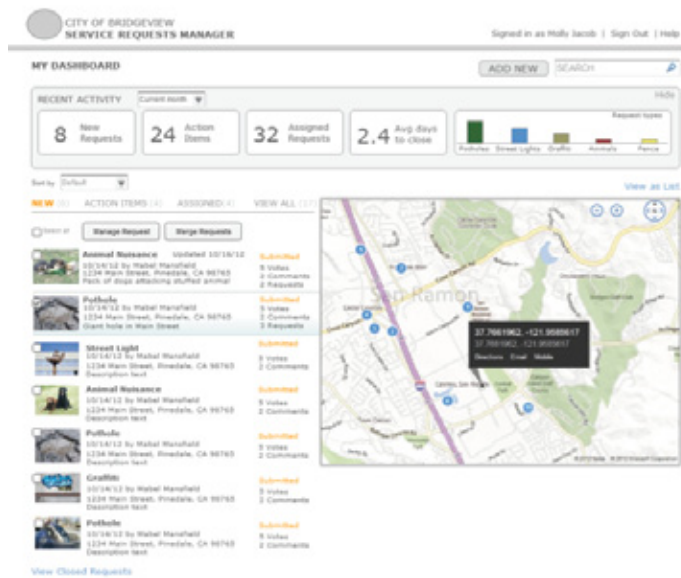 CITY OF BRIDGEVIEW
SERVICE REQUESTS MANAGER
Signed in as Molly Jacob | Sign Out | Help
MY DASHBOARD
ADD NEW
SEARCH
RECENT ACTIVITY
Current month
Hide
8 New Requests
24 Action Items
32 Assigned Requests
2.4 Avg days to close
Request types
Potholes Street Lights Graffiti Animals Fence
Sort by Default
View as List
NEW ACTION ITEMS ASSIGNED (4) VIEW ALL
Select all
Manage Request
Merge Requests
Animal Nuisance Updated 10/16/12
10/14/12 by Mabel Mansfield
1234 Main Street, Pinedale, CA 98765
Pack of dogs attacking stuffed animal
Submitted
5 Votes
2 Comments
2 Requests
Pothole
10/14/12 by Mabel Mansfield
1234 Main Street, Pinedale, CA 98765
Giant hole in Main Street
Submitted
5 Votes
2 Comments
3 Requests
Street Light
10/14/12 by Mabel Mansfield
1234 Main Street, Pinedale, CA 98765
Description text
Submitted
5 Votes
2 Comments
Animal Nuisance
10/14/12 by Mabel Mansfield
1234 Main Street, Pinedale, CA 98765
Description text
Submitted
5 Votes
2 Comments
Pothole
10/14/12 by Mabel Mansfield
1234 Main Street, Pinedale, CA 98765
Description text
Submitted
5 Votes
2 Comments
Graffiti
10/14/12 by Mabel Mansfield
1234 Main Street, Pinedale, CA 98765
Description text
Submitted
5 Votes
2 Comments
Pothole
10/14/12 by Mabel Mansfield
1234 Main Street, Pinedale, CA 98765
Description text
Submitted
5 Votes
2 Comments
View Closed Requests
San Ramon
37.7661962, -121.9589617
37.7661962, -121.9589617
Directions Email Mobile